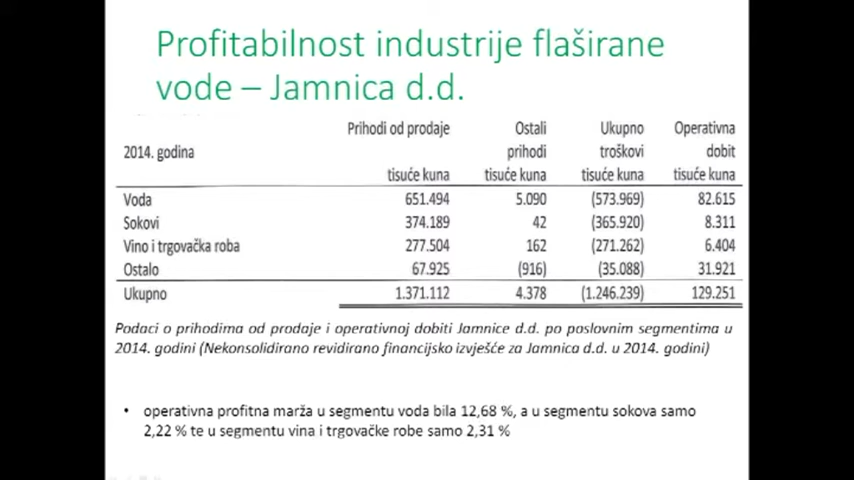 Profitabilnost industrije flaširane
vode – Jamnica d.d.
Prihodi od prodaje Ostali Ukupno Operativna
2014. godina prihodi troškovi dobit
tisuće kuna tisuće kuna tisuće kuna tisuće kuna
Voda 651.494 5.090 (573.969) 82.615
Sokovi 374.189 42 (365.920) 8.311
Vino i trgovačka roba 277.504 162 (271.262) 6.404
Ostalo 67.925 (916) (35.088) 31.921
Ukupno 1.371.112 4.378 (1.246.239) 129.251
Podaci o prihodima od prodaje i operativnoj dobiti Jamnice d.d. po poslovnim segmentima u
2014. godini (Nekonsolidirano revidirano financijsko izvješće za Jamnica d.d. u 2014. godini)
• operativna profitna marža u segmentu voda bila 12,68 %, a u segmentu sokova samo
2,22 % te u segmentu vina i trgovačke robe samo 2,31 %